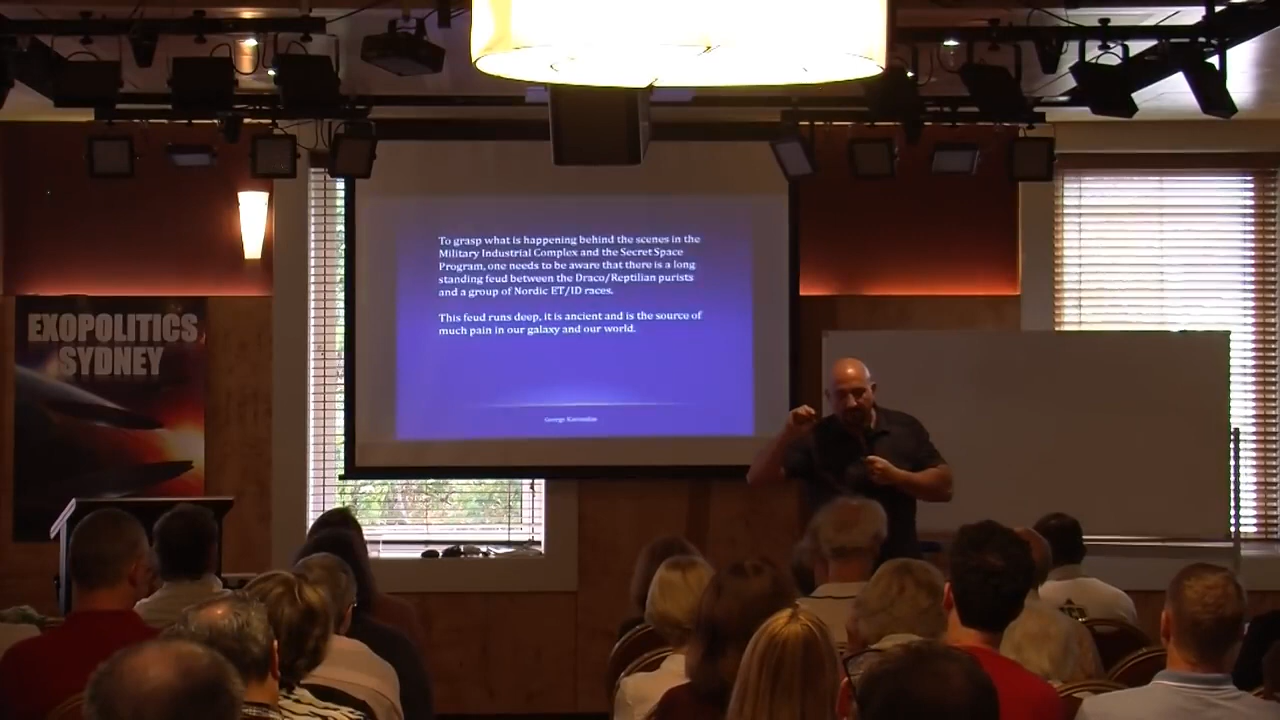 EXOPOLITICS
SYDNEY
To grasp what is happening behind the scenes in the
Military Industrial Complex and the Secret Space
Program, one needs to be aware that there is a long
standing feud between the Draco/Reptilian purists
and a group of Nordic ET/ID races.
This feud runs deep, it is ancient and is the source of
much pain in our galaxy and our world.
George